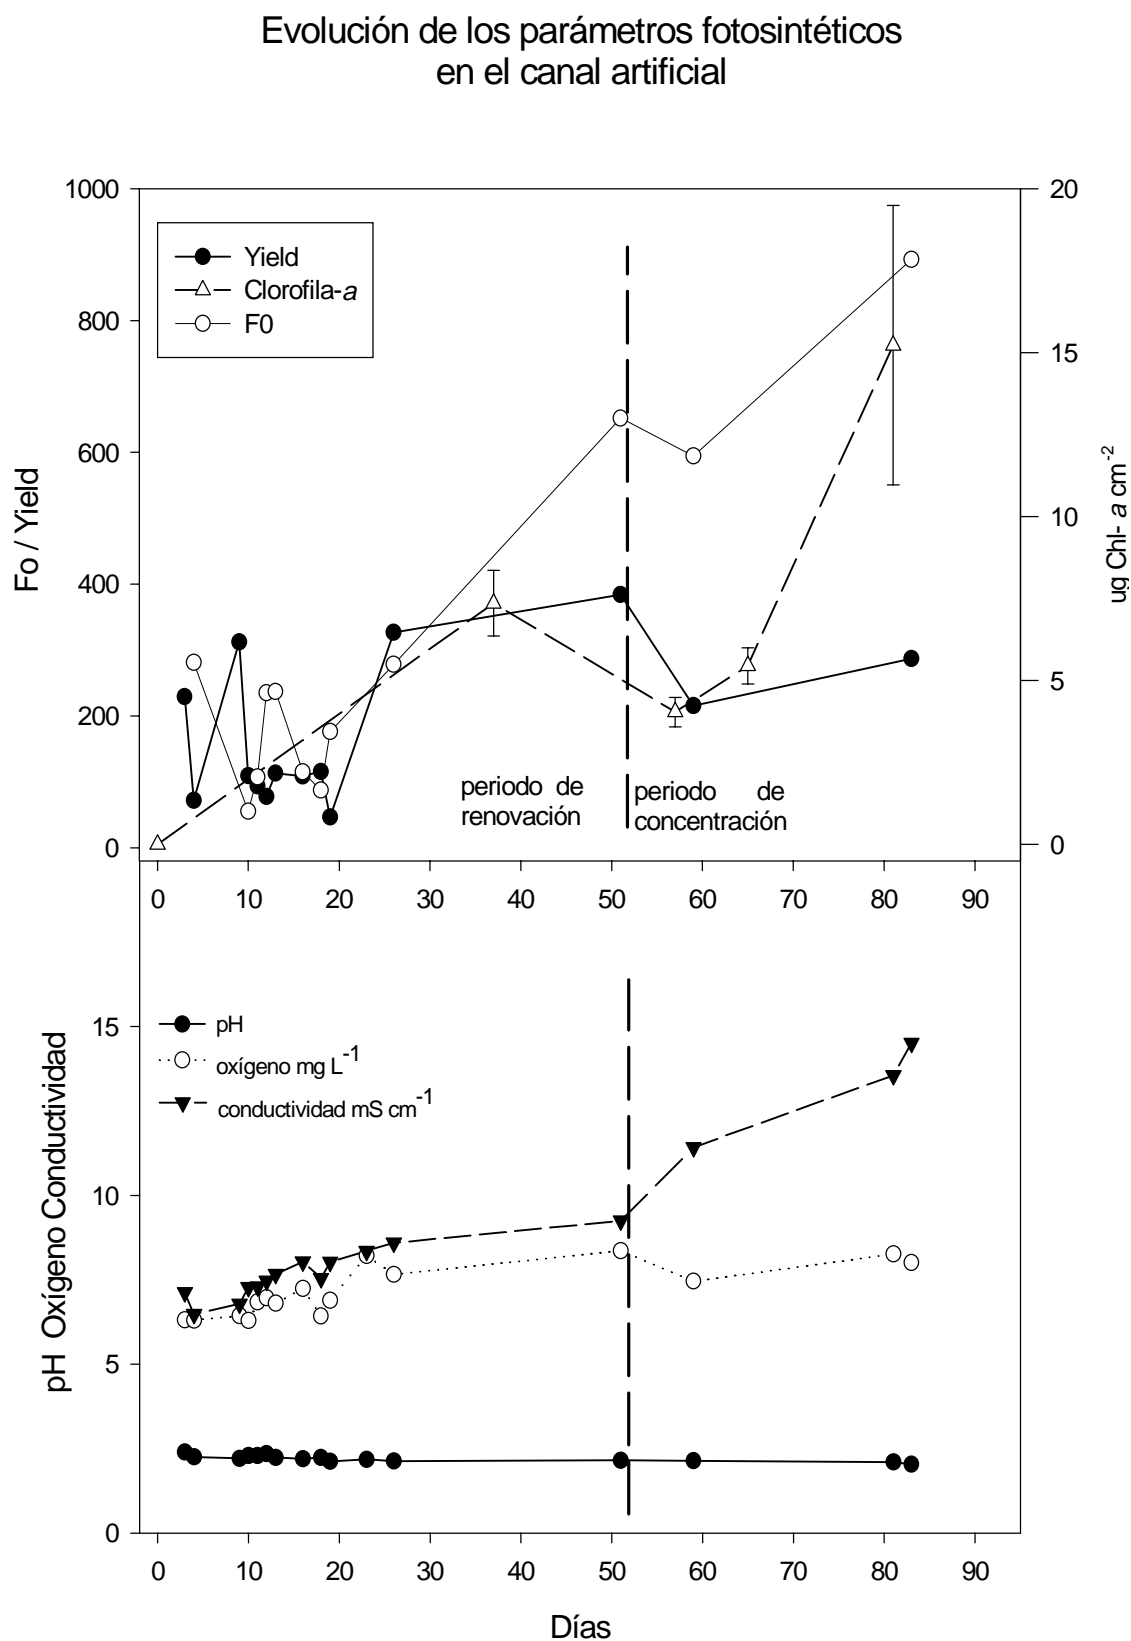 Evolución de los parámetros fotosintéticos
en el canal artificial
1000
800
600
400
200
0
Fo / Yield
20
15
10
5
0
ug Chl- a cm-2
Yield
Clorofila-a
F0
periodo de
renovación
periodo de
concentración
0 10 20 30 40 50 60 70 80 90
15
10
5
0
pH Oxígeno Conductividad
pH
oxígeno mg L-1
conductividad mS cm-1
0 10 20 30 40 50 60 70 80 90
Días